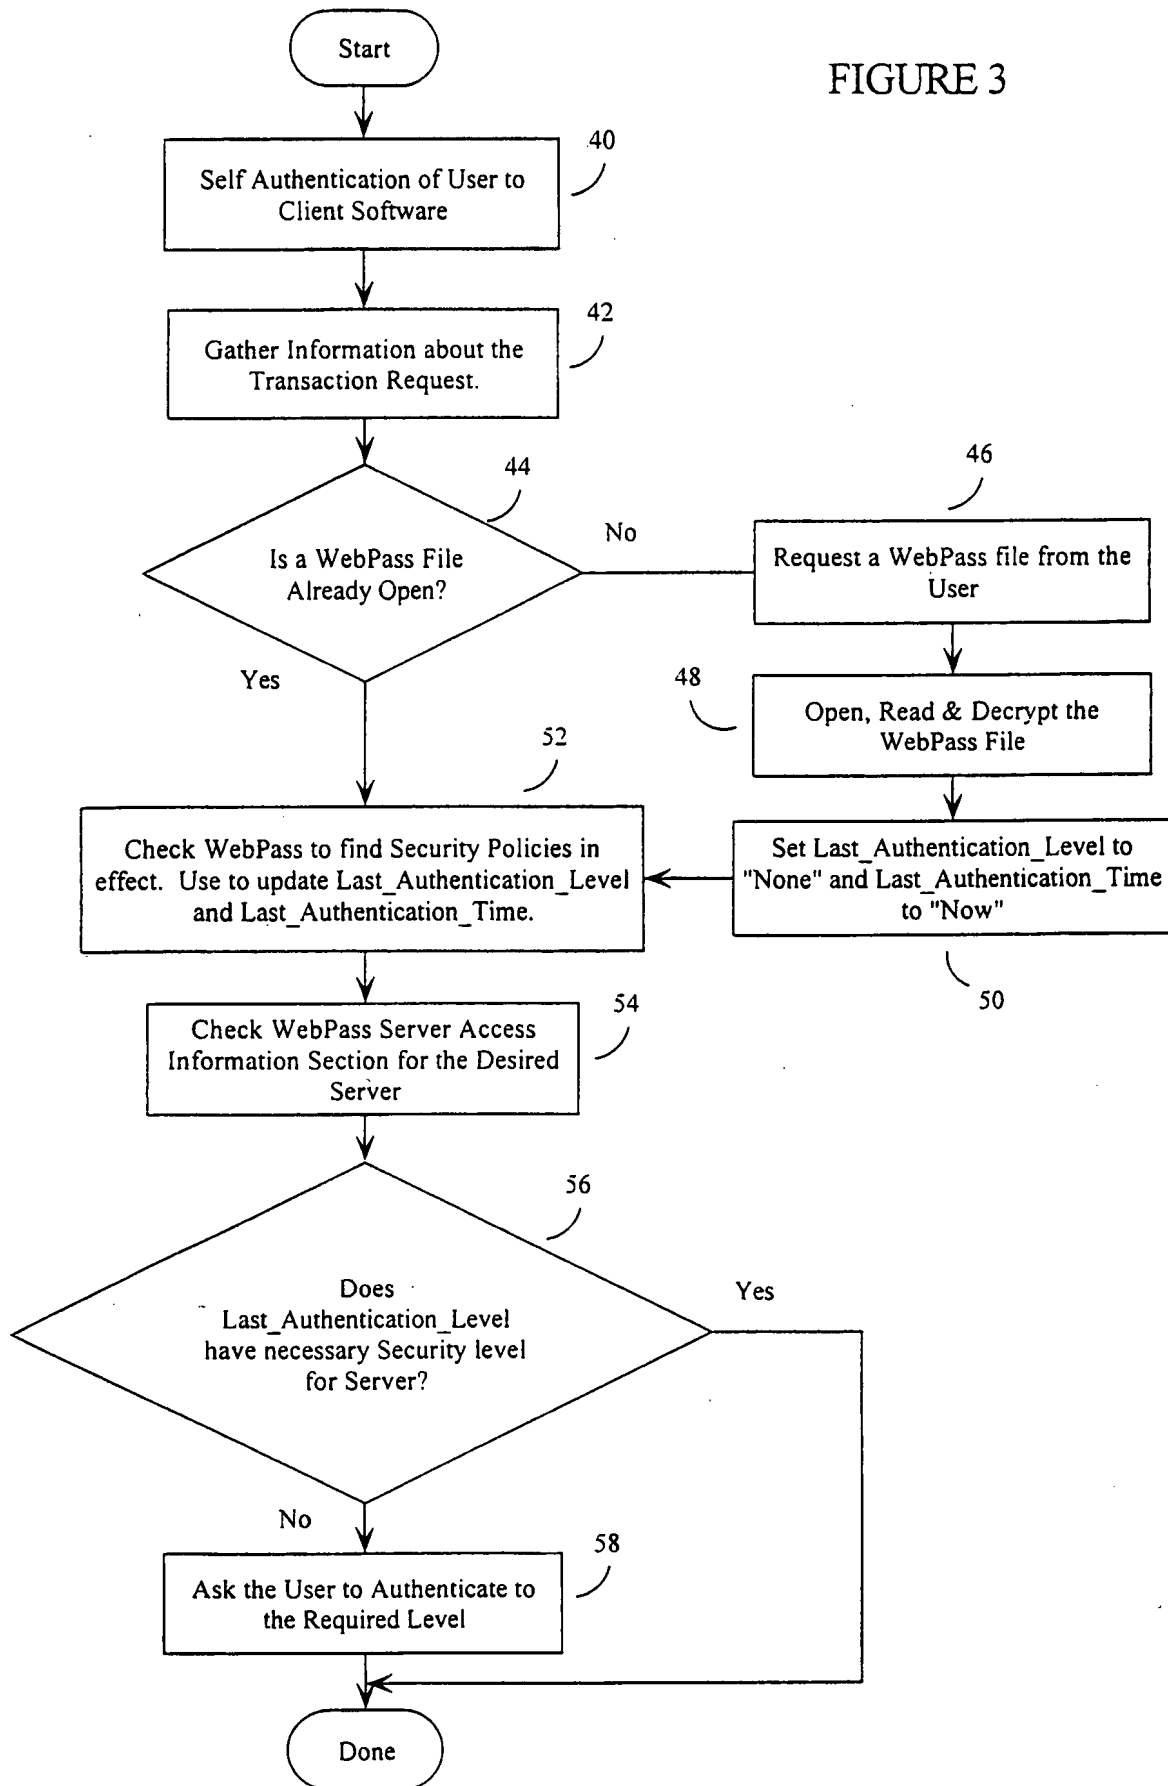 Start
FIGURE 3
40
Self Authentication of User to
Client Software
42
Gather Information about the
Transaction Request.
44
Is a WebPass File
Already Open?
No
Yes
46
Request a WebPass file from the
User
48
Open, Read & Decrypt the
WebPass File
Set Last_Authentication_Level to
"None" and Last_Authentication_Time
to "Now"
50
52
Check WebPass to find Security Policies in
effect. Use to update Last_Authentication_Level
and Last_Authentication_Time.
54
Check WebPass Server Access
Information Section for the Desired
Server
56
Does
Last_Authentication_Level
have necessary Security level
for Server?
Yes
No
58
Ask the User to Authenticate to
the Required Level
Done